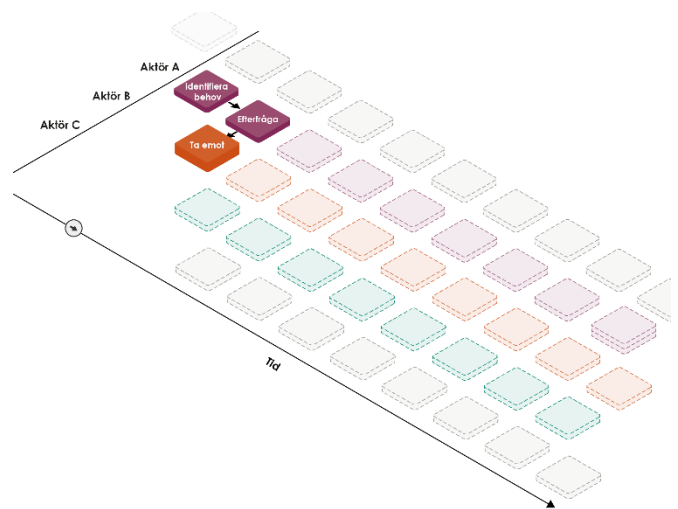 Aktör A
Aktör B
Aktör C
Identifiera
behov
Efterfråga
Ta emot
Tid